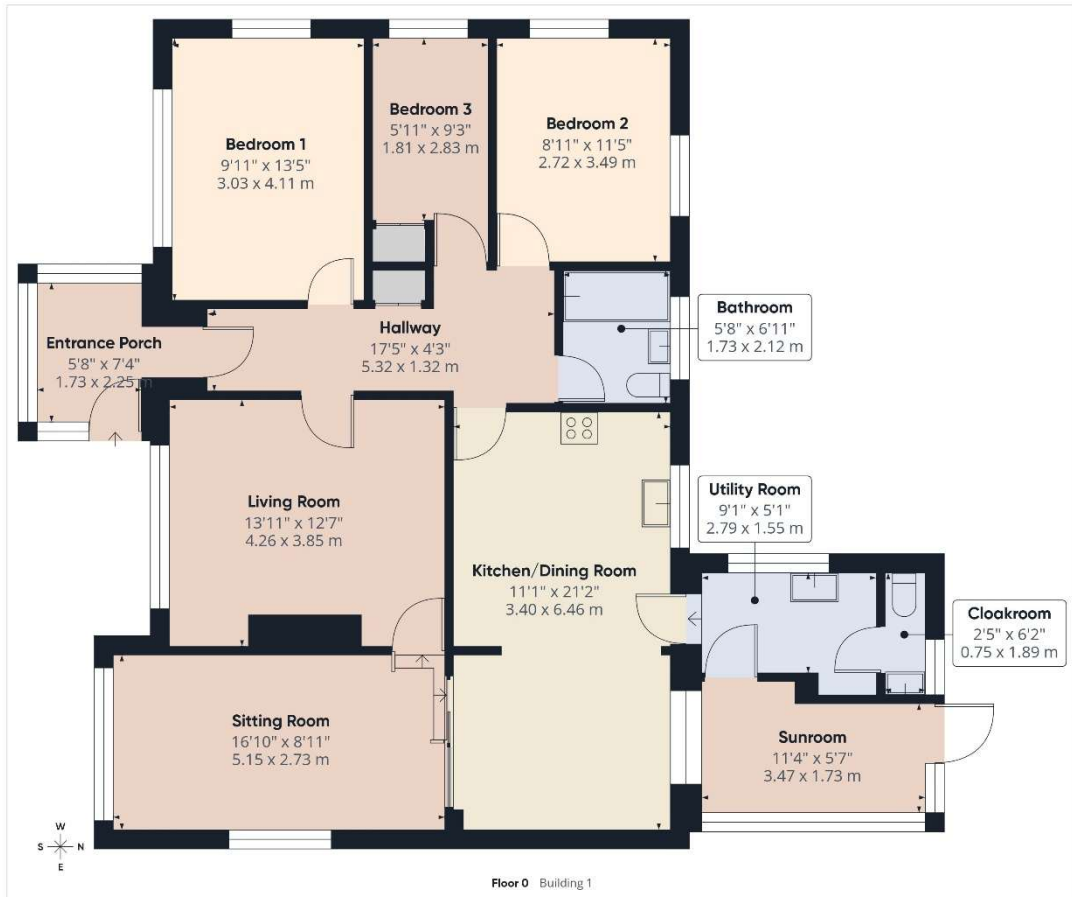 Bedroom 1
9'11" x 13'5"
3.03 x 4.11 m
Bedroom 3
5'11" x 9'3"
1.81 x 2.83 m
Bedroom 2
8'11" x 11'5"
2.72 x 3.49 m
Entrance Porch
5'8" x 7'4"
1.73 x 2.25 m
Hallway
17'5" x 4'3"
5.32 x 1.32 m
Bathroom
5'8" x 6'11"
1.73 x 2.12 m
Living Room
13'11" x 12'7"
4.26 x 3.85 m
Kitchen/Dining Room
11'1" x 21'2"
3.40 x 6.46 m
Utility Room
9'1" x 5'1"
2.79 x 1.55 m
Cloakroom
2'5" x 6'2"
0.75 x 1.89 m
Sitting Room
16'10" x 8'11"
5.15 x 2.73 m
Sunroom
11'4" x 5'7"
3.47 x 1.73 m
W
S N
E
Floor 0 Building 1